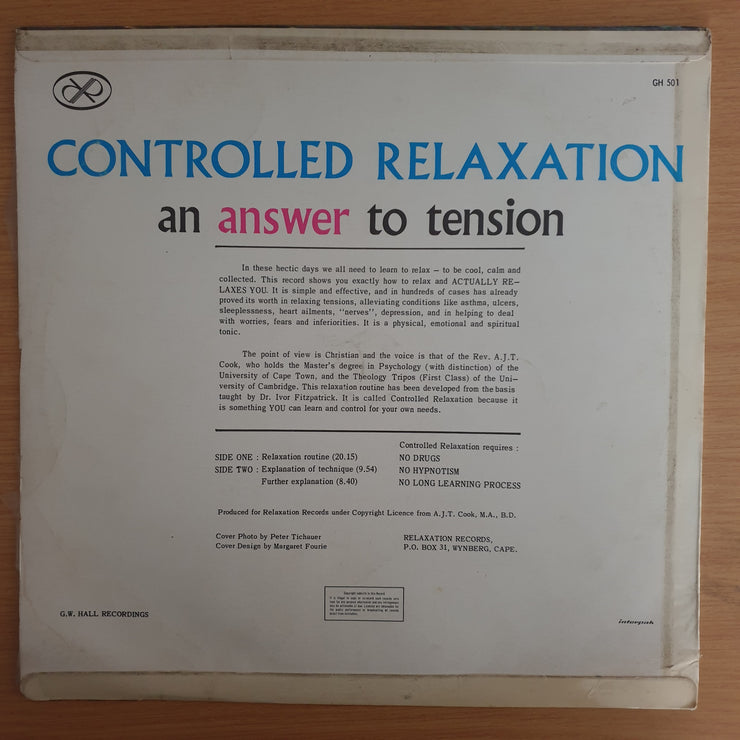 GH 501
CONTROLLED RELAXATION
an answer to tension
In these hectic days we all need to learn to relax – to be cool, calm and
collected. This record shows you exactly how to relax and ACTUALLY RE-
LAXES YOU. It is simple and effective, and in hundreds of cases has already
proved its worth in relaxing tensions, alleviating conditions like asthma, ulcers,
sleeplessness, heart ailments, "nerves", depression, and in helping to deal
with worries, fears and inferiorities. It is a physical, emotional and spiritual
tonic.
The point of view is Christian and the voice is that of the Rev. A.J.T.
Cook, who holds the Master's degree in Psychology (with distinction) of the
University of Cape Town, and the Theology Tripos (First Class) of the Uni-
versity of Cambridge. This relaxation routine has been developed from the basis
taught by Dr. Ivor Fitzpatrick. It is called Controlled Relaxation because it
is something YOU can learn and control for your own needs.
Controlled Relaxation requires :
SIDE ONE : Relaxation routine (20.15) NO DRUGS
SIDE TWO : Explanation of technique (9.54) NO HYPNOTISM
Further explanation (8.40) NO LONG LEARNING PROCESS
Produced for Relaxation Records under Copyright Licence from A.J.T. Cook, M.A., B.D.
Cover Photo by Peter Tichauer RELAXATION RECORDS,
Cover Design by Margaret Fourie P.O. BOX 31, WYNBERG, CAPE.
G.W. HALL RECORDINGS
interpak